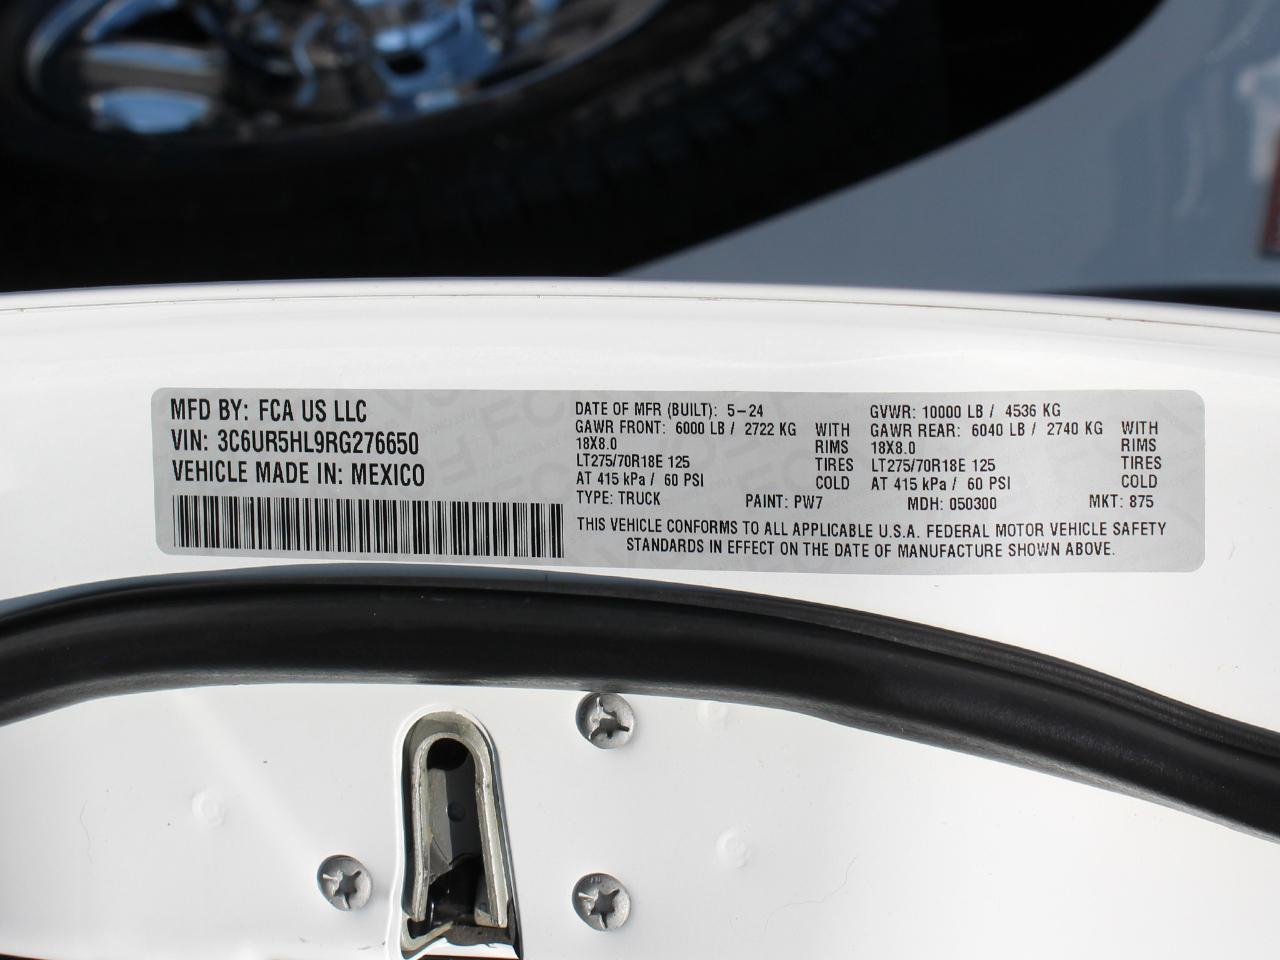 MFD BY: FCA US LLC
VIN: 3C6UR5HL9RG276650
VEHICLE MADE IN: MEXICO
DATE OF MFR (BUILT): 5-24
GAWR FRONT: 6000 LB / 2722 KG WITH
18X8.0 RIMS
LT275/70R18E 125 TIRES
AT 415 kPa / 60 PSI COLD
GVWR: 10000 LB / 4536 KG
GAWR REAR: 6040 LB / 2740 KG WITH
18X8.0 RIMS
LT275/70R18E 125 TIRES
AT 415 kPa / 60 PSI COLD
TYPE: TRUCK PAINT: PW7 MDH: 050300 MKT: 875
THIS VEHICLE CONFORMS TO ALL APPLICABLE U.S.A. FEDERAL MOTOR VEHICLE SAFETY
STANDARDS IN EFFECT ON THE DATE OF MANUFACTURE SHOWN ABOVE.